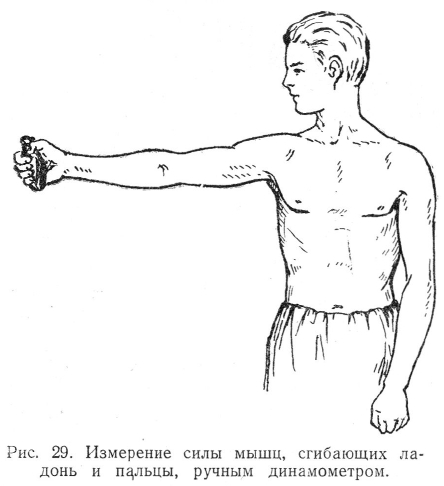 Рис. 29. Измерение силы мышц, сгибающих ла-
донь и пальцы, ручным динамометром.